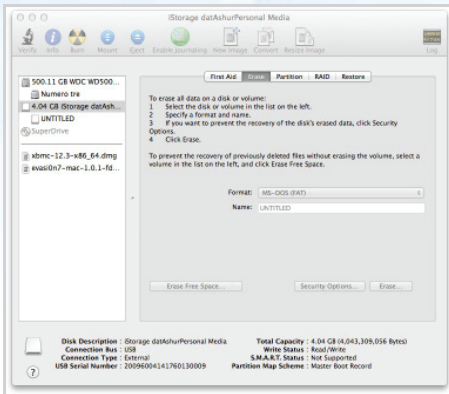 iStorage datAshurPersonal Media
Verify Info Burn Mount Eject Enable Journaling New Image Convert Resize Image Log
First Aid Erase Partition RAID Restore
500.11 GB WDC WD500...
Numero tre
4.04 GB iStorage datAsh...
UNTITLED
SuperDrive
xbmc-12.3-x86_64.dmg
evasi0n7-mac-1.0.1-fd...
To erase all data on a disk or volume:
1 Select the disk or volume in the list on the left.
2 Specify a format and name.
3 If you want to prevent the recovery of the disk's erased data, click Security
Options.
4 Click Erase.
To prevent the recovery of previously deleted files without erasing the volume, select a
volume in the list on the left, and click Erase Free Space.
Format: MS-DOS (FAT)
Name: UNTITLED
Erase Free Space... Security Options... Erase...
Disk Description : iStorage datAshurPersonal Media Total Capacity : 4.04 GB (4,043,309,056 Bytes)
Connection Bus : USB Write Status : Read/Write
Connection Type : External S.M.A.R.T. Status : Not Supported
USB Serial Number : 20096004141760130009 Partition Map Scheme : Master Boot Record